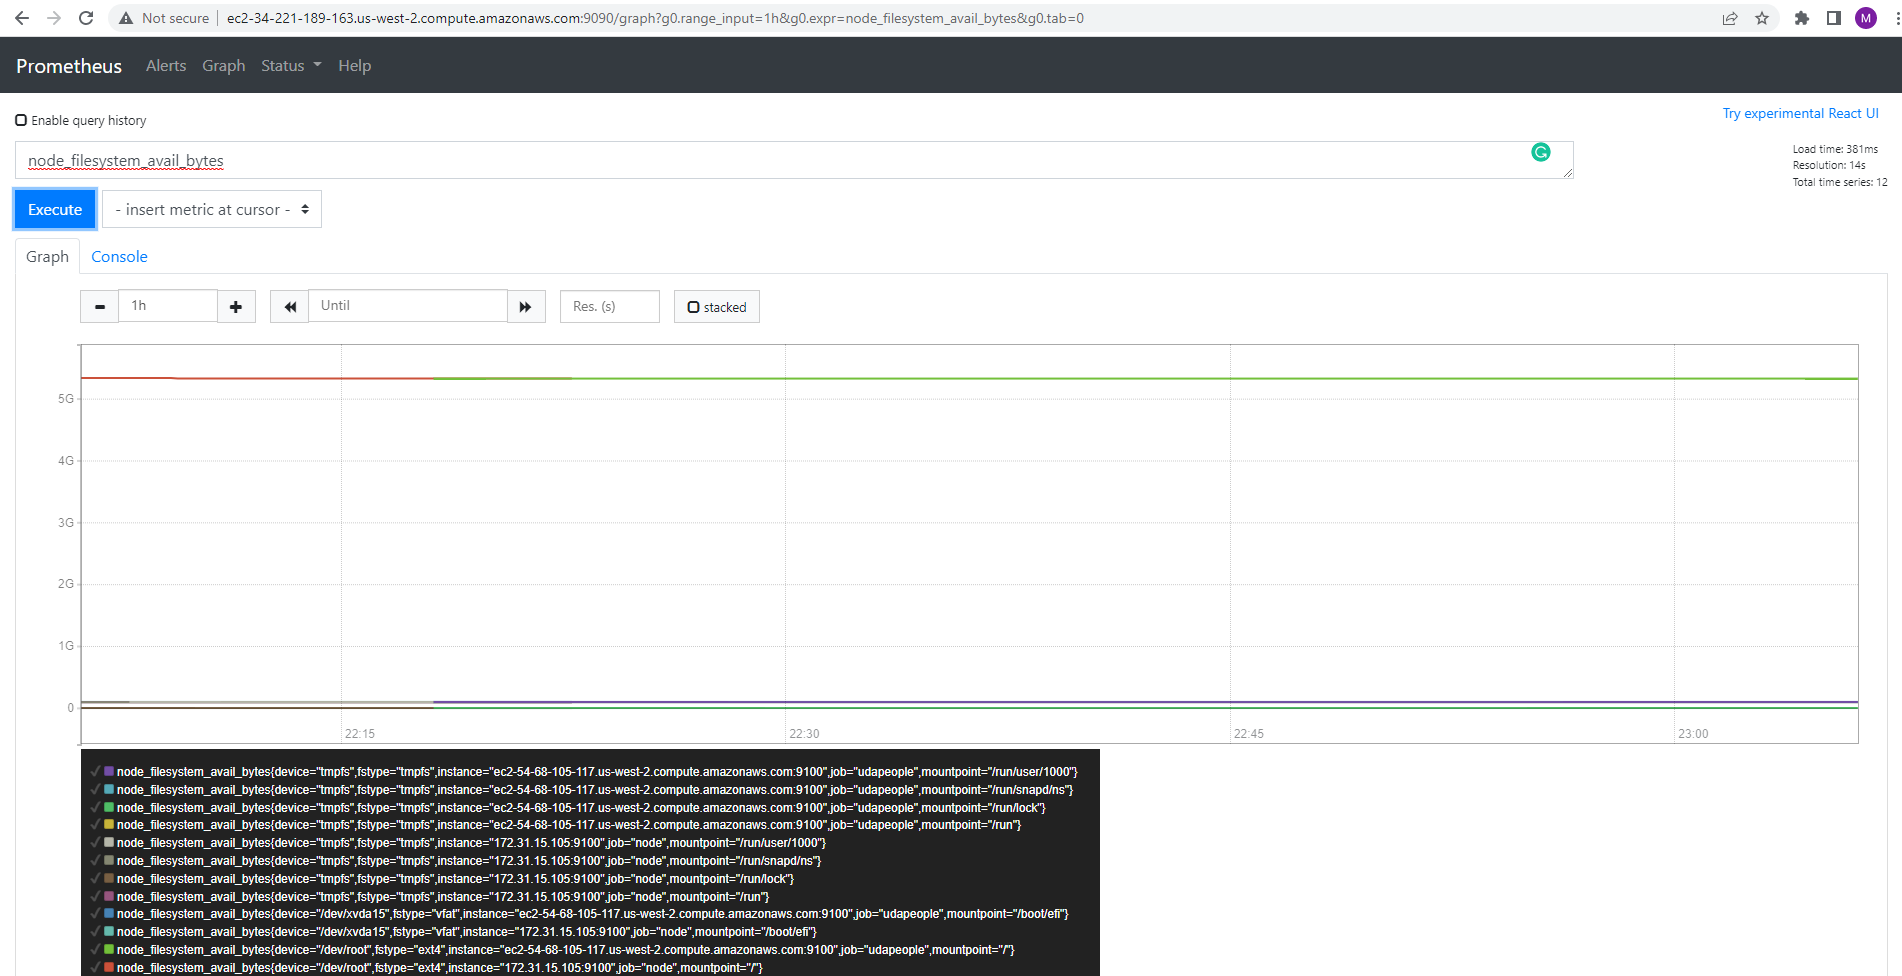 Not secure
ec2-34-221-189-163.us-west-2.compute.amazonaws.com:9090/graph?g0.range_input=1h&g0.expr=node_filesystem_avail_bytes&g0.tab=0
M
Prometheus Alerts Graph Status Help
Enable query history
Try experimental React UI
node_filesystem_avail_bytes
Load time: 381ms
Resolution: 14s
Total time series: 12
Execute
- insert metric at cursor -
Graph Console
1h
Until
Res. (s)
stacked
5G
4G
3G
2G
1G
0
22:15 22:30 22:45 23:00
node_filesystem_avail_bytes{device="tmpfs",fstype="tmpfs",instance="ec2-54-68-105-117.us-west-2.compute.amazonaws.com:9100",job="udapeople",mountpoint="/run/user/1000"}
node_filesystem_avail_bytes{device="tmpfs",fstype="tmpfs",instance="ec2-54-68-105-117.us-west-2.compute.amazonaws.com:9100",job="udapeople",mountpoint="/run/snapd/ns"}
node_filesystem_avail_bytes{device="tmpfs",fstype="tmpfs",instance="ec2-54-68-105-117.us-west-2.compute.amazonaws.com:9100",job="udapeople",mountpoint="/run/lock"}
node_filesystem_avail_bytes{device="tmpfs",fstype="tmpfs",instance="ec2-54-68-105-117.us-west-2.compute.amazonaws.com:9100",job="udapeople",mountpoint="/run"}
node_filesystem_avail_bytes{device="tmpfs",fstype="tmpfs",instance="172.31.15.105:9100",job="node",mountpoint="/run/user/1000"}
node_filesystem_avail_bytes{device="tmpfs",fstype="tmpfs",instance="172.31.15.105:9100",job="node",mountpoint="/run/snapd/ns"}
node_filesystem_avail_bytes{device="tmpfs",fstype="tmpfs",instance="172.31.15.105:9100",job="node",mountpoint="/run/lock"}
node_filesystem_avail_bytes{device="tmpfs",fstype="tmpfs",instance="172.31.15.105:9100",job="node",mountpoint="/run"}
node_filesystem_avail_bytes{device="/dev/xvda15",fstype="vfat",instance="ec2-54-68-105-117.us-west-2.compute.amazonaws.com:9100",job="udapeople",mountpoint="/boot/efi"}
node_filesystem_avail_bytes{device="/dev/xvda15",fstype="vfat",instance="172.31.15.105:9100",job="node",mountpoint="/boot/efi"}
node_filesystem_avail_bytes{device="/dev/root",fstype="ext4",instance="ec2-54-68-105-117.us-west-2.compute.amazonaws.com:9100",job="udapeople",mountpoint="/"}
node_filesystem_avail_bytes{device="/dev/root",fstype="ext4",instance="172.31.15.105:9100",job="node",mountpoint="/"}